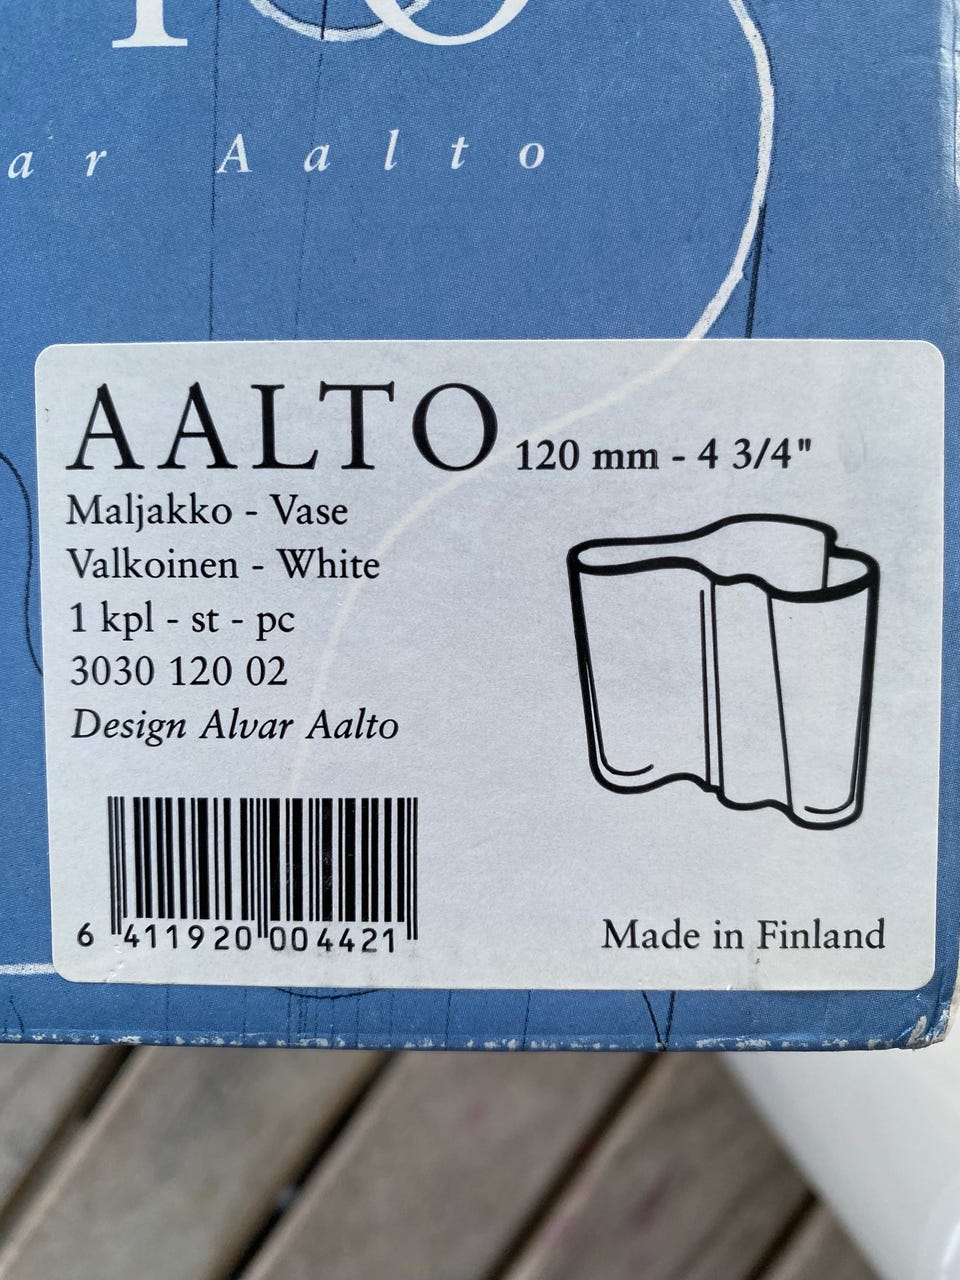 ar Aalto
AALTO 120 mm - 4 3/4"
Maljakko - Vase
Valkoinen - White
1 kpl - st - pc
3030 120 02
Design Alvar Aalto
6 411920 004421
Made in Finland